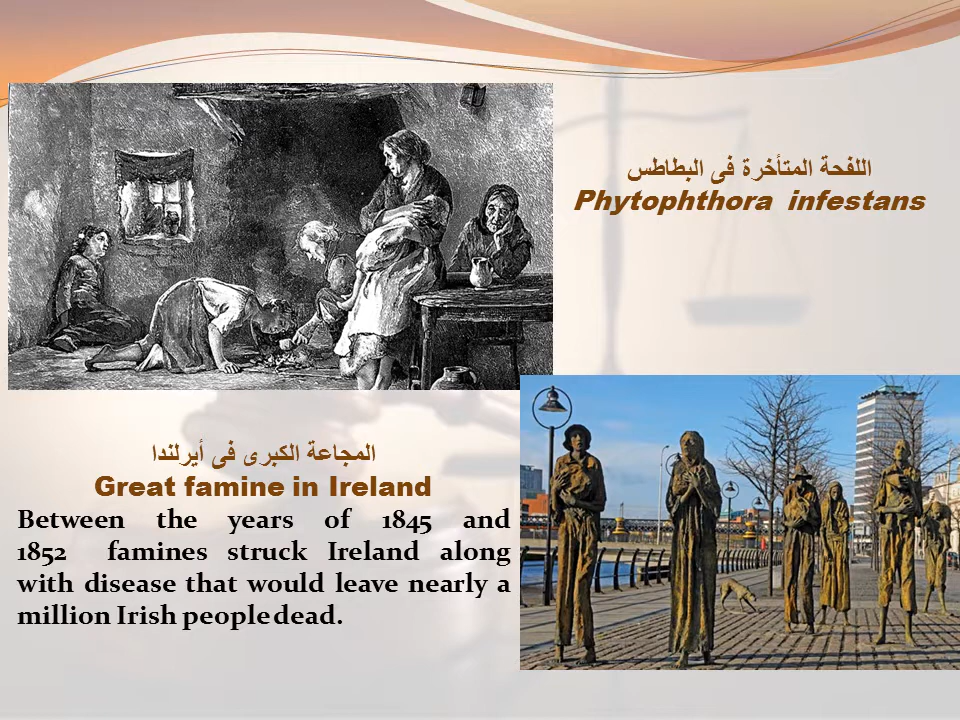 اللفحة المتأخرة فى البطاطس
Phytophthora infestans
المجاعة الكبرى فى أيرلندا
Great famine in Ireland
Between the years of 1845 and
1852 famines struck Ireland along
with disease that would leave nearly a
million Irish people dead.